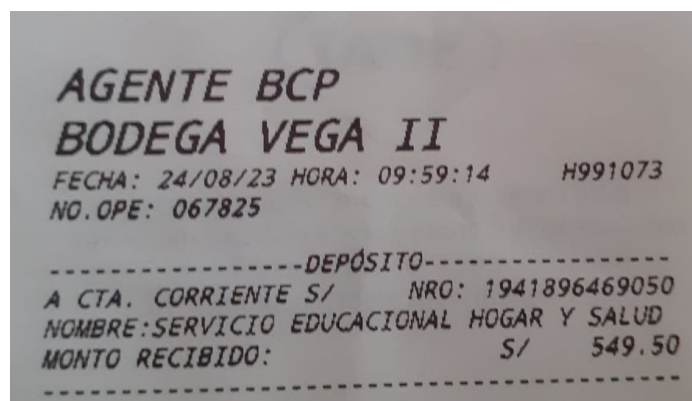 AGENTE BCP
BODEGA VEGA II
FECHA: 24/08/23 HORA: 09:59:14 H991073
NO.OPE: 067825
-----------------DEPÓSITO-----------------
A CTA. CORRIENTE S/ NRO: 1941896469050
NOMBRE:SERVICIO EDUCACIONAL HOGAR Y SALUD
MONTO RECIBIDO: S/ 549.50
------------------------------------------